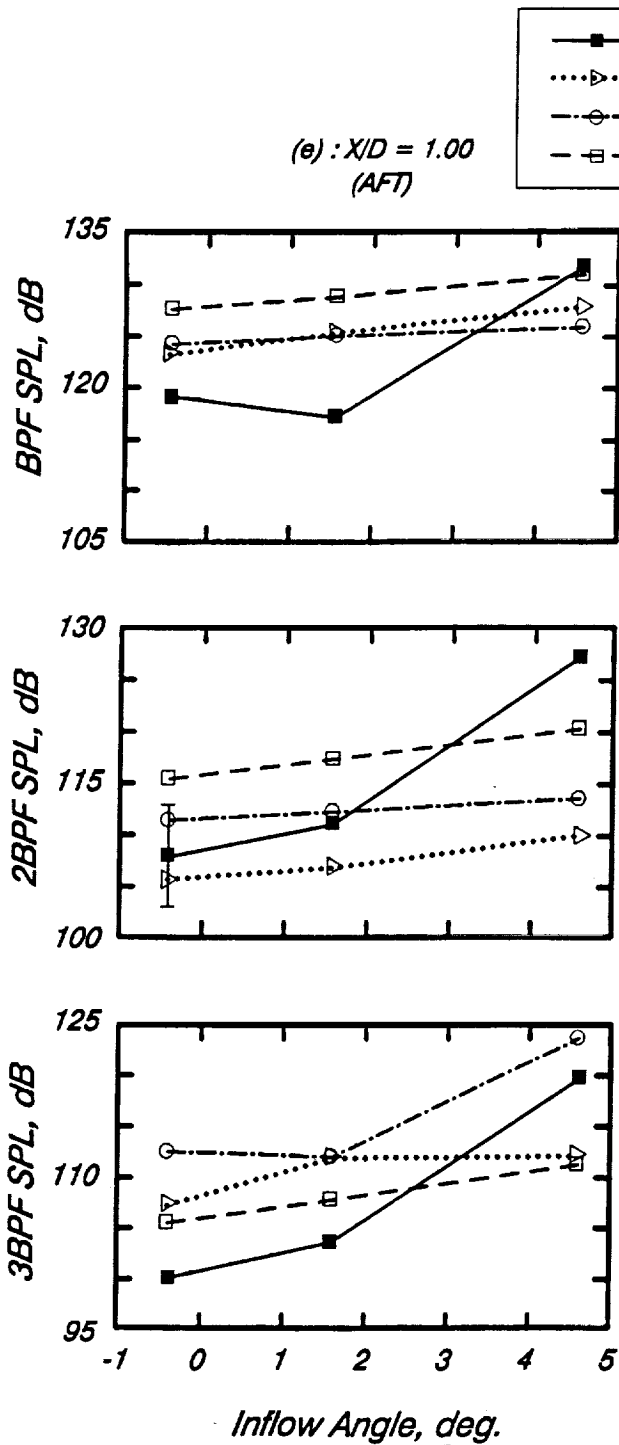 (e) : X/D = 1.00
(AFT)
135
BPF SPL, dB
120
105
130
2BPF SPL, dB
115
100
125
3BPF SPL, dB
110
95
-1 0 1 2 3 4 5
Inflow Angle, deg.